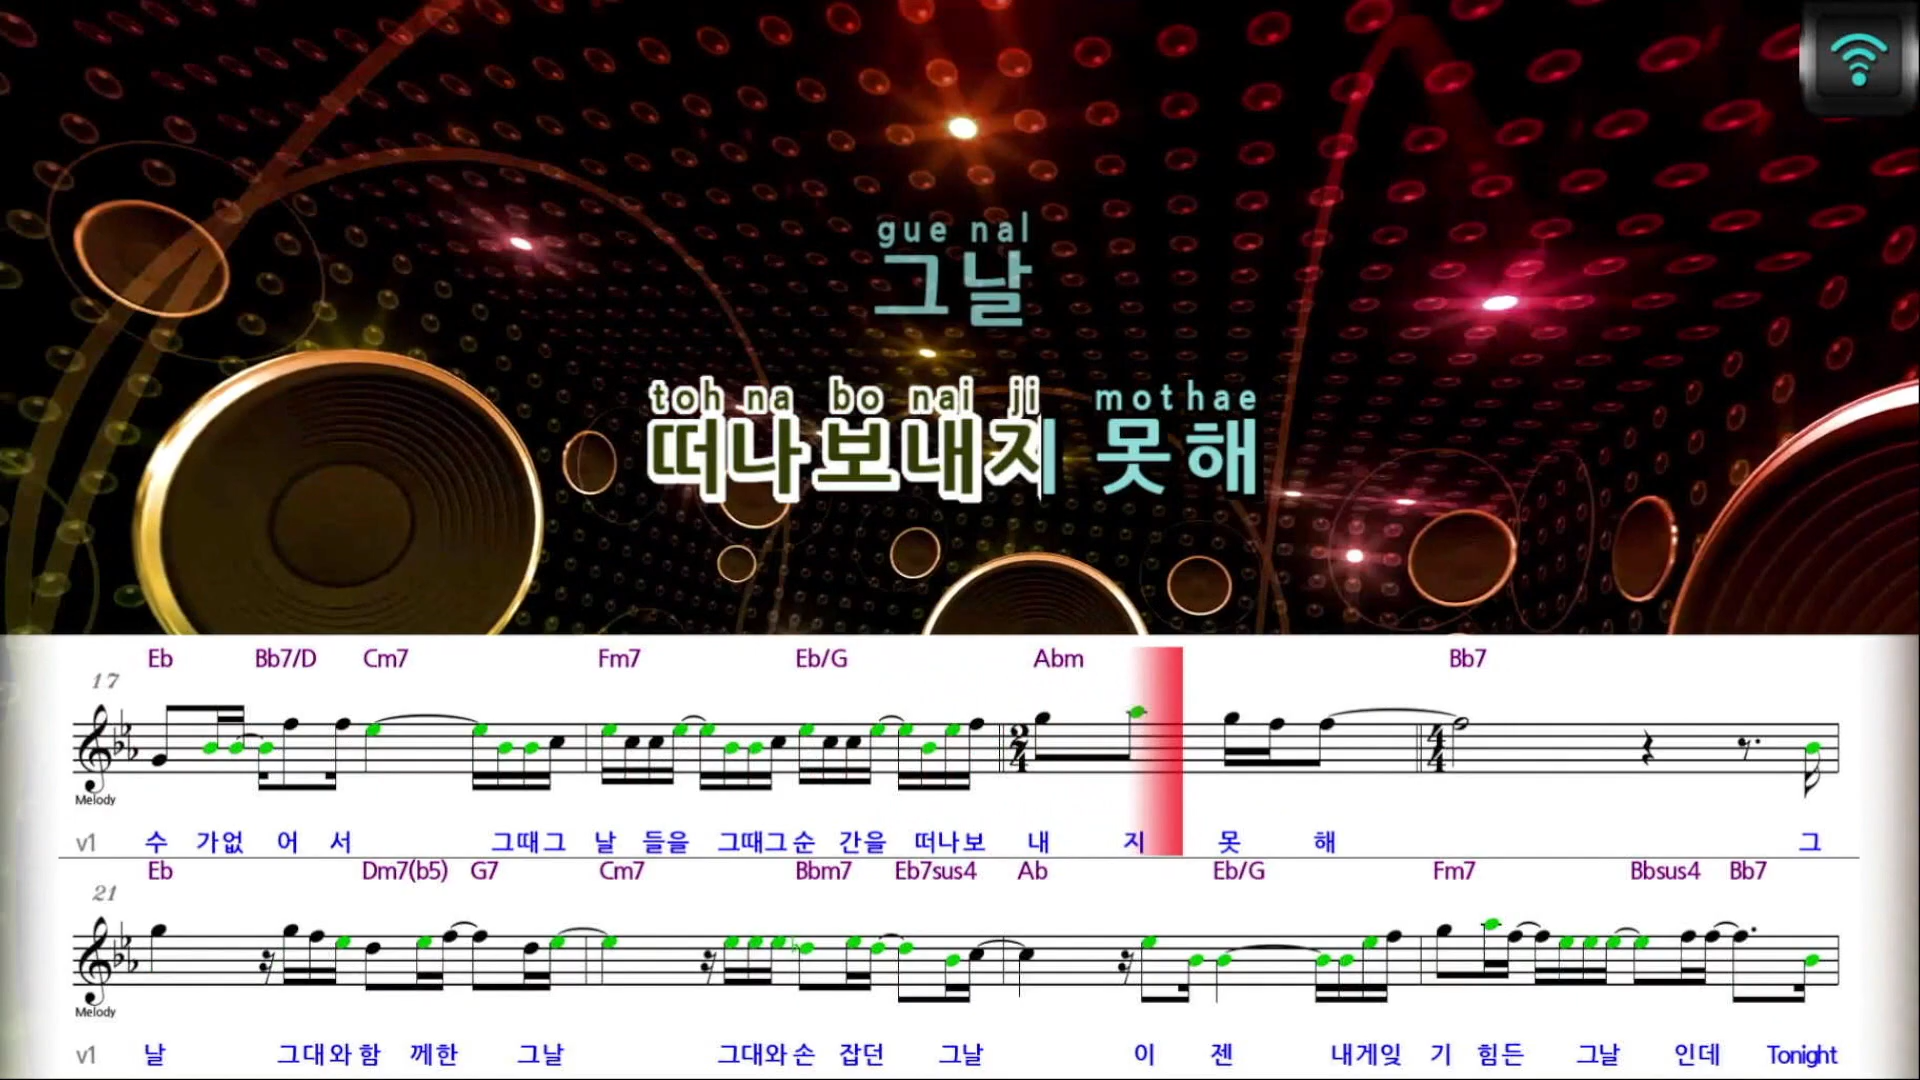 gue nal
그날
toh na bo nai ji mot hae
떠나보내지 못해
Eb Bb7/D Cm7 Fm7 Eb/G Abm Bb7
17
2/4 4/4
Melody
v1 수 가없 어 서 그때그 날 들을 그때그 순 간을 떠나보 내 지 못 해 그
Eb Dm7(b5) G7 Cm7 Bbm7 Eb7sus4 Ab Eb/G Fm7 Bbsus4 Bb7
21
Melody
v1 날 그대와 함 께한 그날 그대와 손 잡던 그날 이 젠 내게잊 기 힘든 그날 인데 Tonight